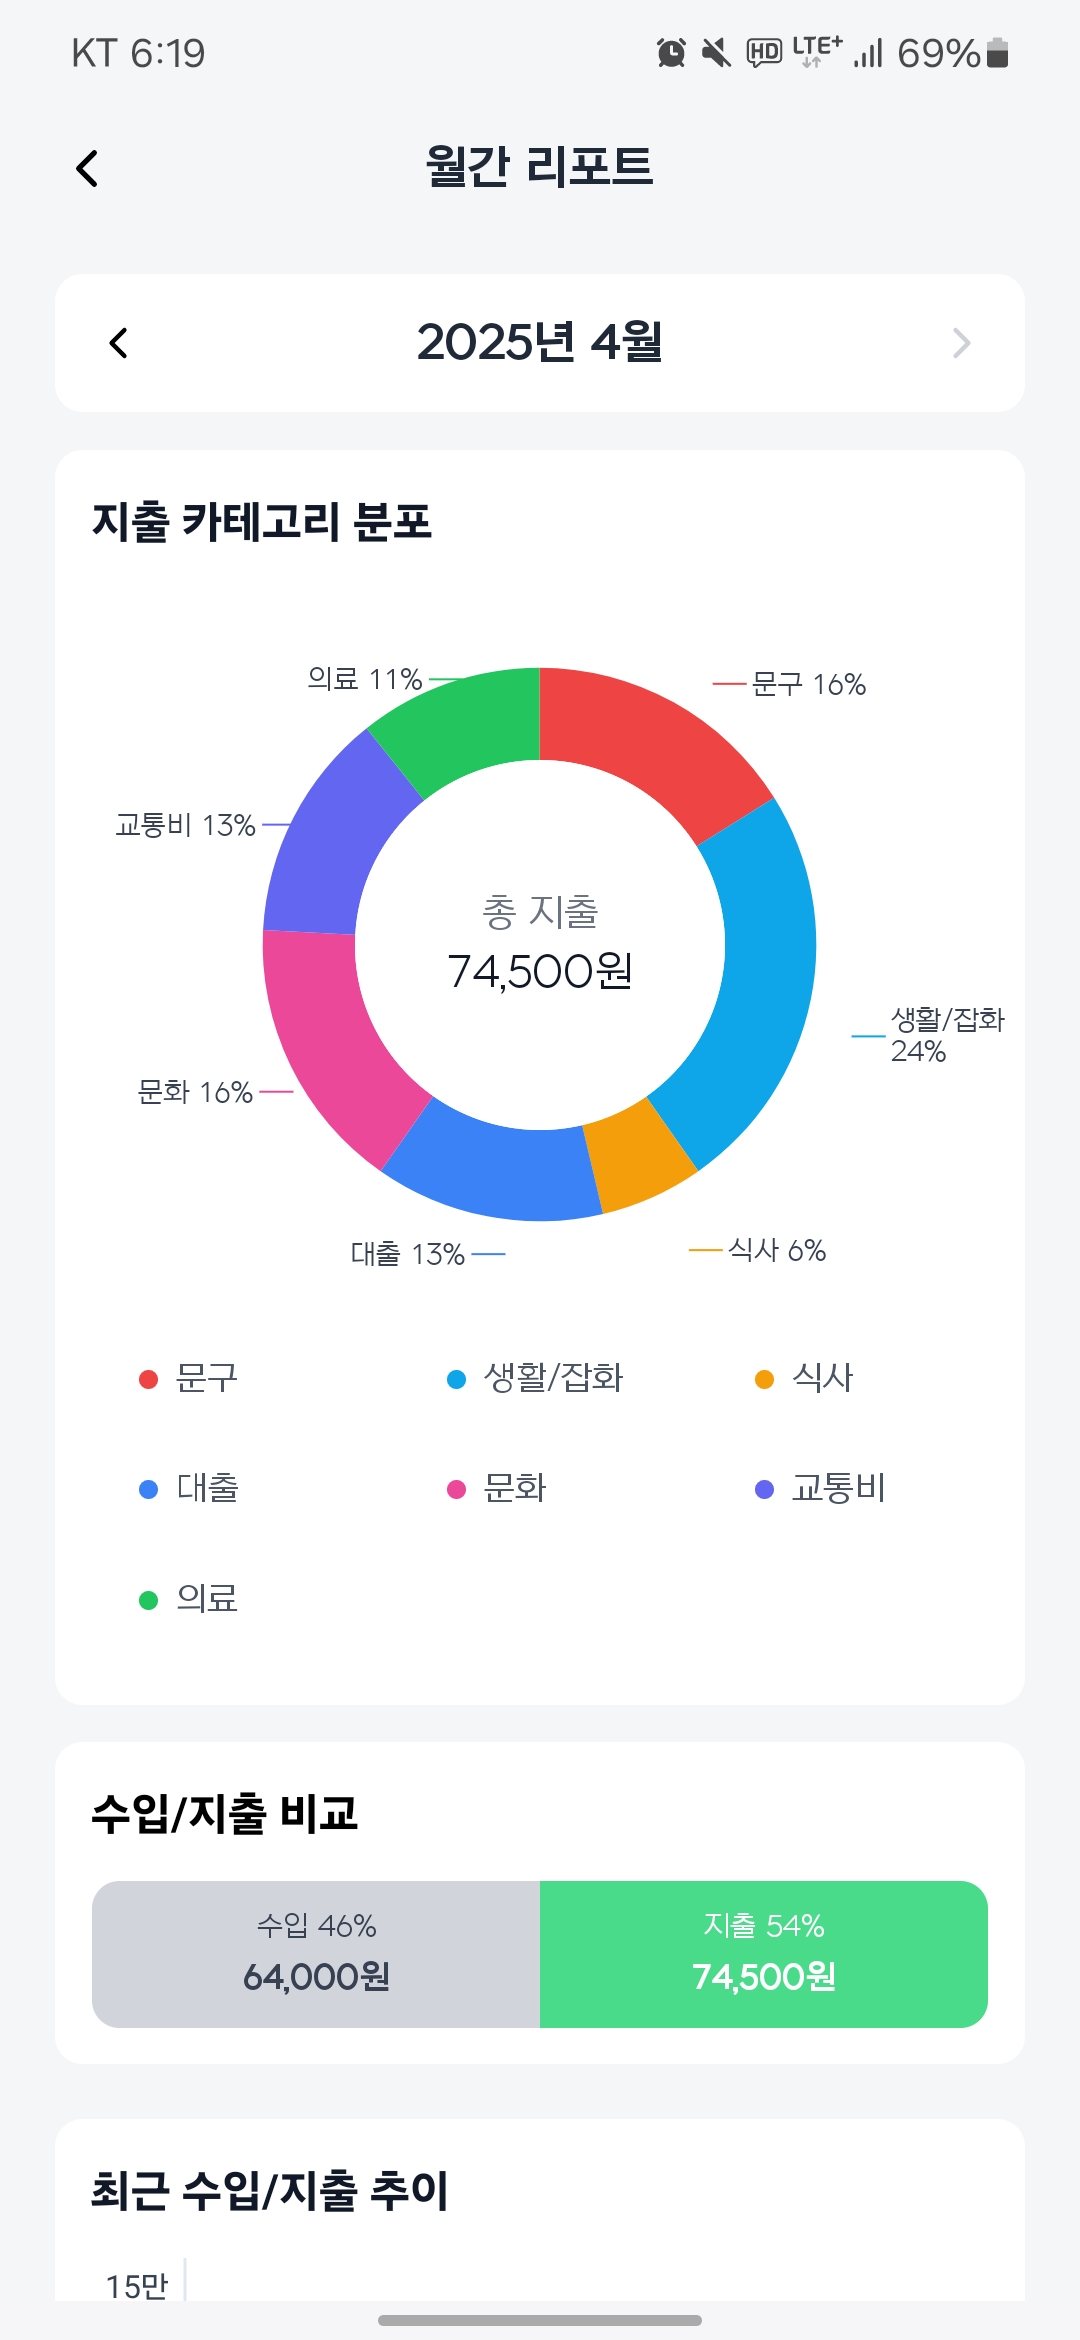 KT 6:19 HD LTE+ 69%
월간 리포트
2025년 4월
지출 카테고리 분포
의료 11%
문구 16%
교통비 13%
총 지출
74,500원
생활/잡화
24%
문화 16%
대출 13%
식사 6%
문구 생활/잡화 식사
대출 문화 교통비
의료
수입/지출 비교
수입 46% 지출 54%
64,000원 74,500원
최근 수입/지출 추이
15만